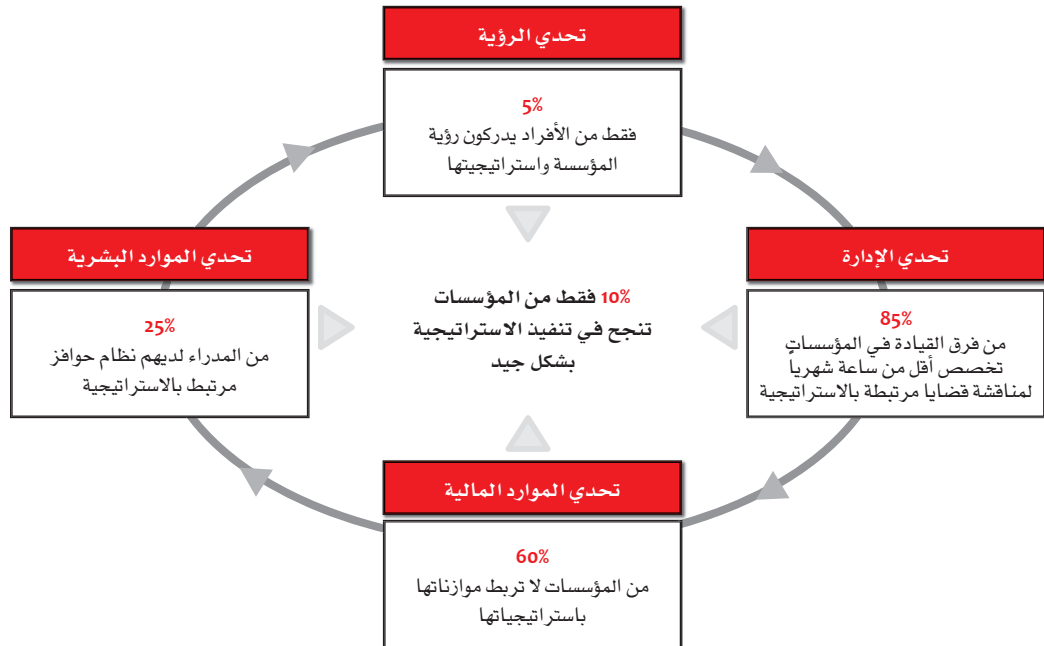 تحدي الرؤية
5%
فقط من الأفراد يدركون رؤية
المؤسسة واستراتيجيتها
تحدي الإدارة
85%
من فرق القيادة في المؤسساتٍ
تخصص أقل من ساعة شهرياً
لمناقشة قضايا مرتبطة بالاستراتيجية
تحدي الموارد المالية
60%
من المؤسسات لا تربط موازناتها
باستراتيجياتها
تحدي الموارد البشرية
25%
من المدراء لديهم نظام حوافز
مرتبط بالاستراتيجية
10% فقط من المؤسسات
تنجح في تنفيذ الاستراتيجية
بشكل جيد